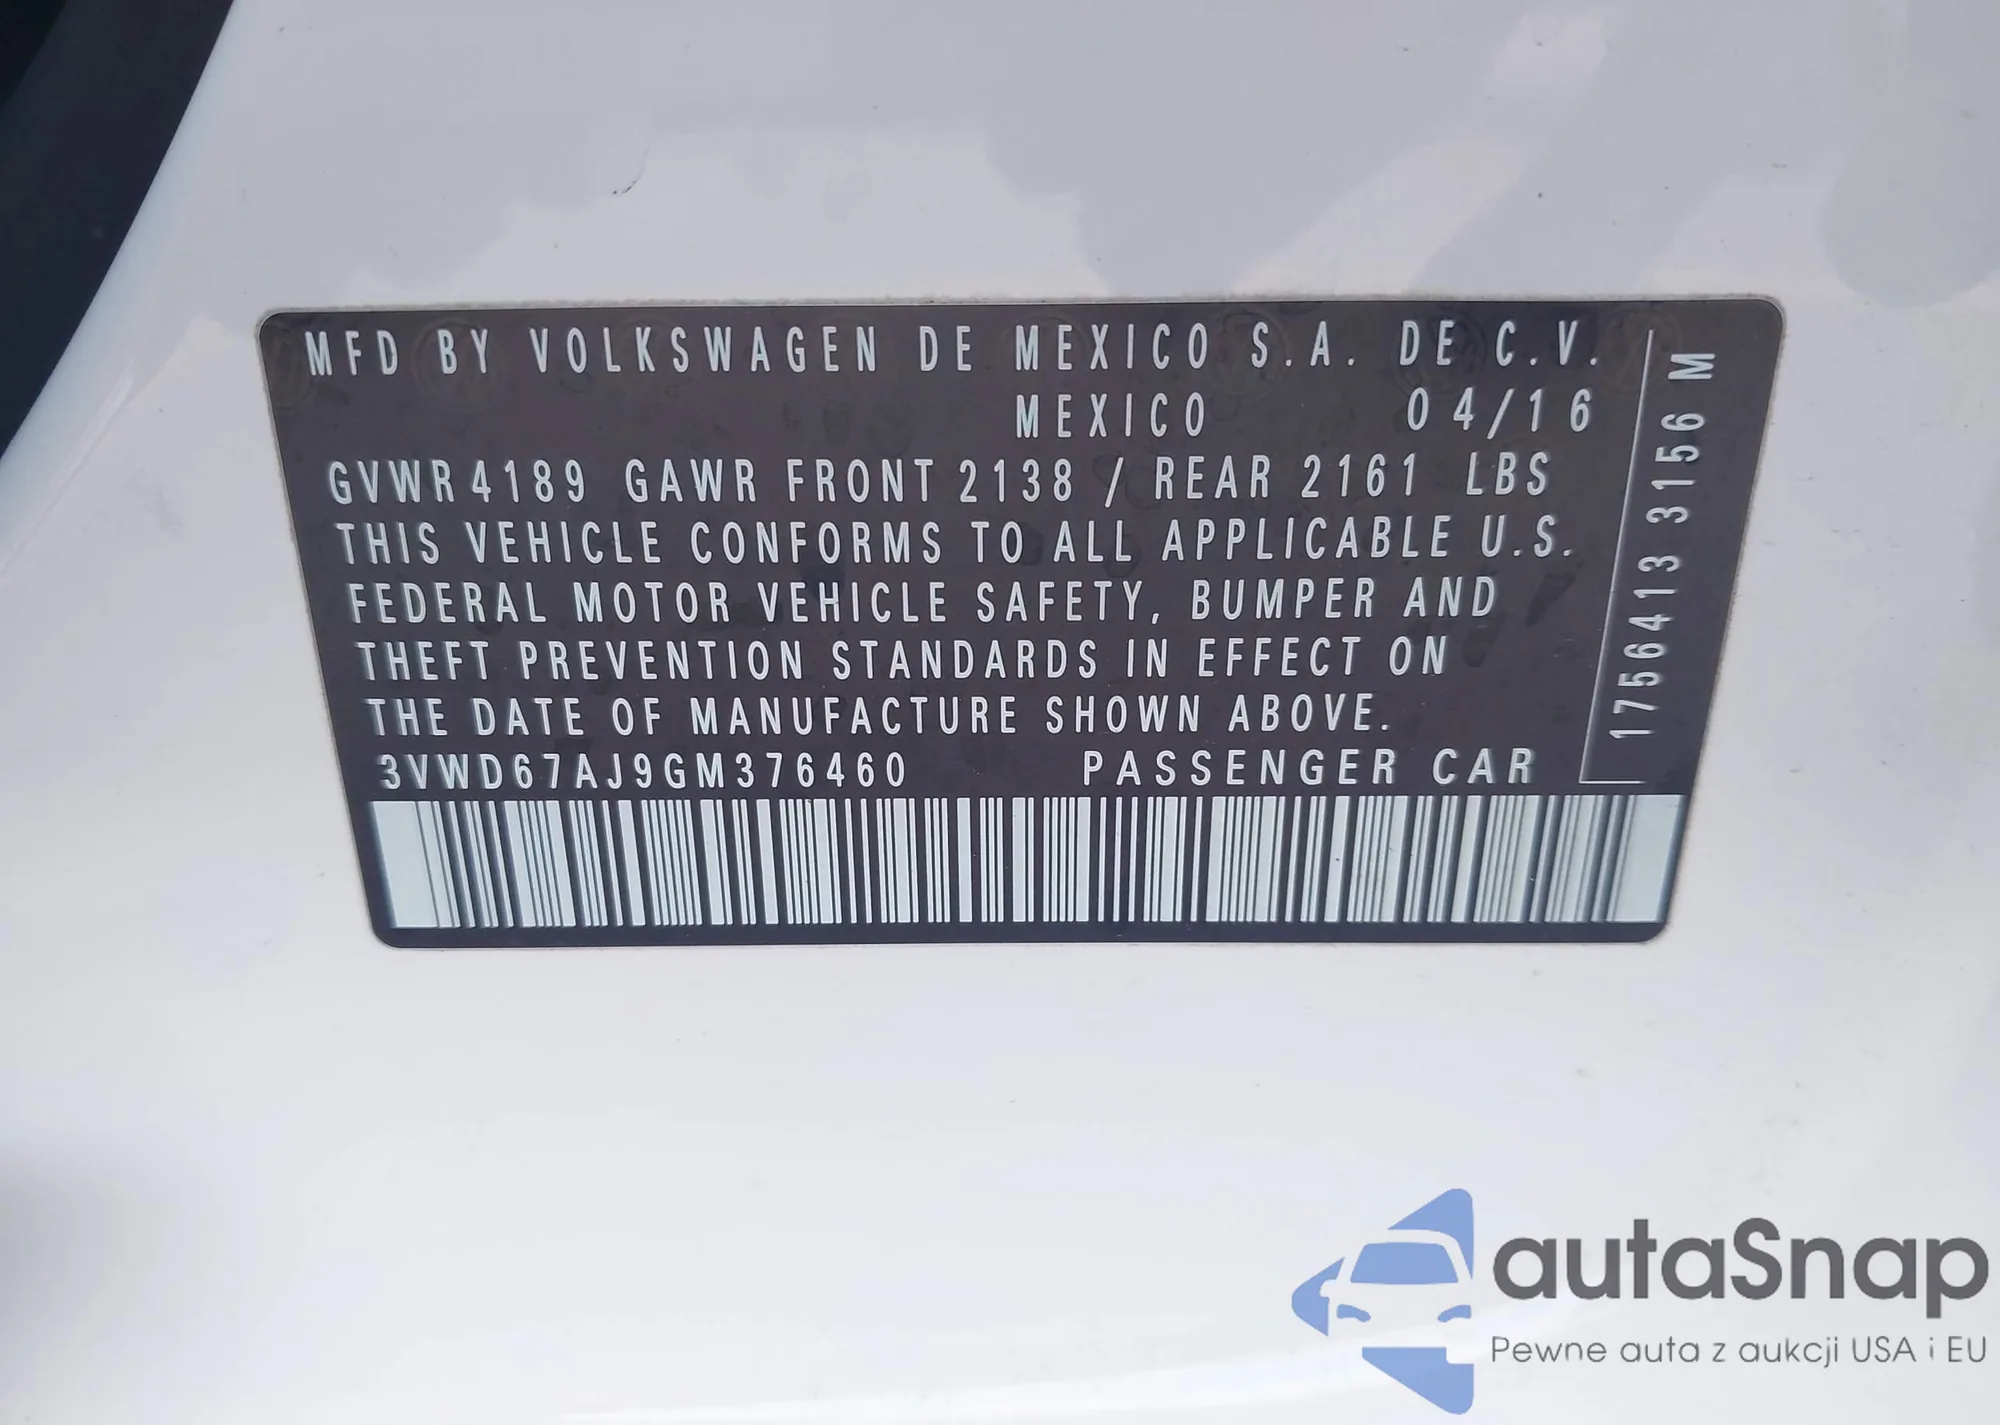 MFD BY VOLKSWAGEN DE MEXICO S.A. DE C.V.
MEXICO 04/16
GVWR 4189 GAWR FRONT 2138 / REAR 2161 LBS
THIS VEHICLE CONFORMS TO ALL APPLICABLE U.S.
FEDERAL MOTOR VEHICLE SAFETY, BUMPER AND
THEFT PREVENTION STANDARDS IN EFFECT ON
THE DATE OF MANUFACTURE SHOWN ABOVE.
3VWD67AJ9GM376460 PASSENGER CAR
1756413 3156 M
autaSnap
Pewne auta z aukcji USA i EU